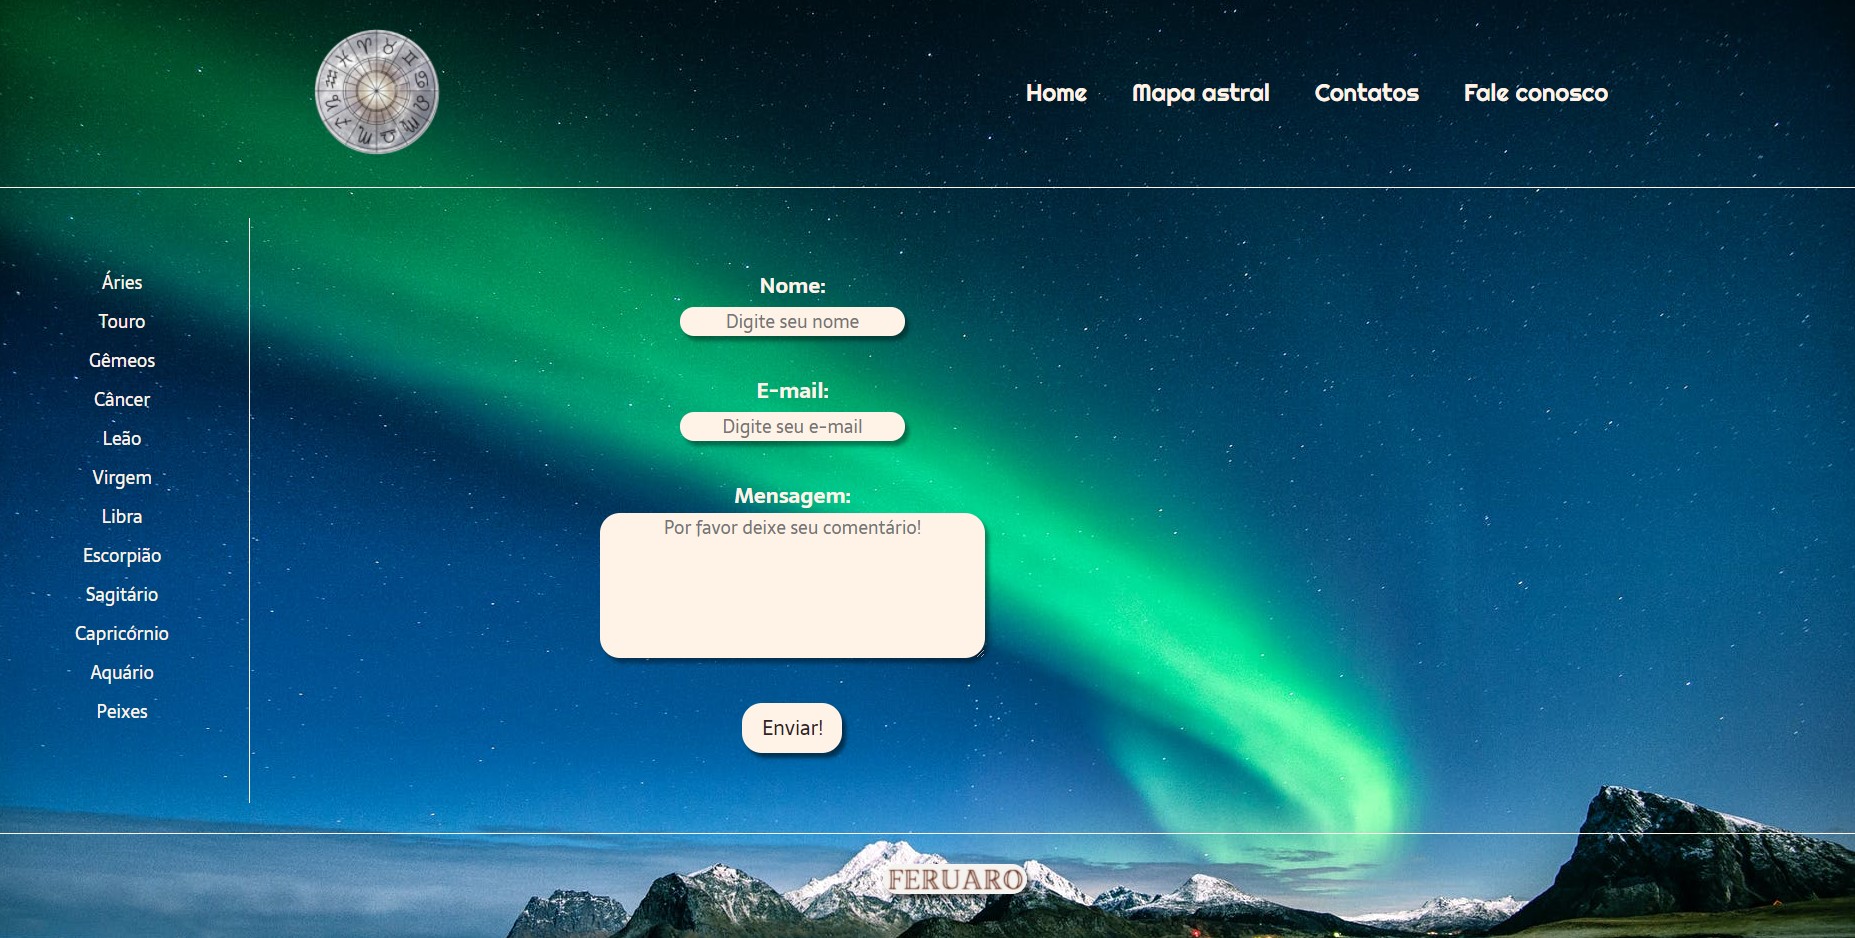 Home Mapa astral Contatos Fale conosco
Áries
Touro
Gêmeos
Câncer
Leão
Virgem
Libra
Escorpião
Sagitário
Capricórnio
Aquário
Peixes
Nome:
Digite seu nome
E-mail:
Digite seu e-mail
Mensagem:
Por favor deixe seu comentário!
Enviar!
FERUARO